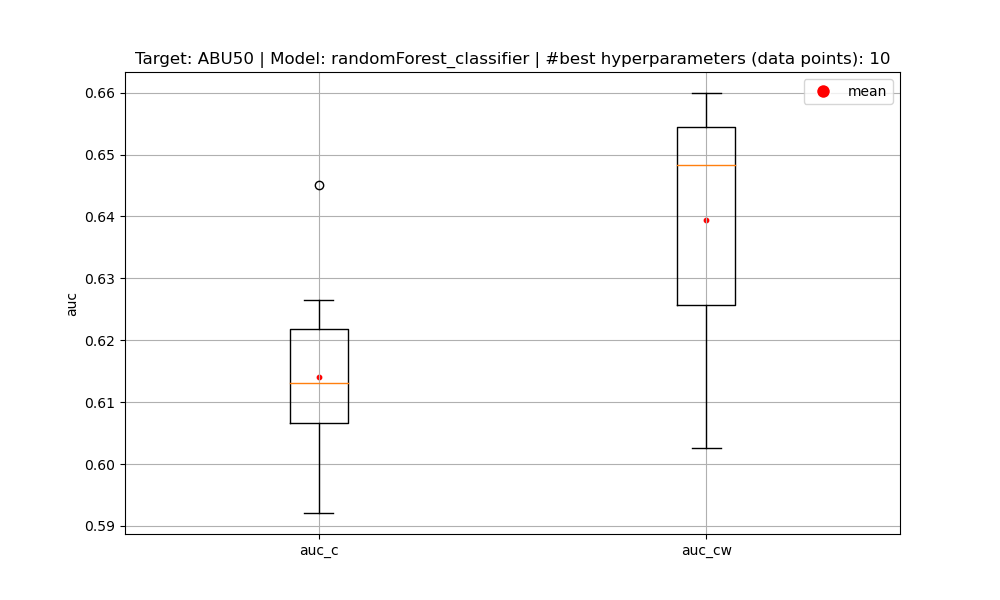 Target: ABU50 | Model: randomForest_classifier | #best hyperparameters (data points): 10
mean
0.66
0.65
0.64
0.63
0.62
0.61
0.60
0.59
auc
auc_c
auc_cw